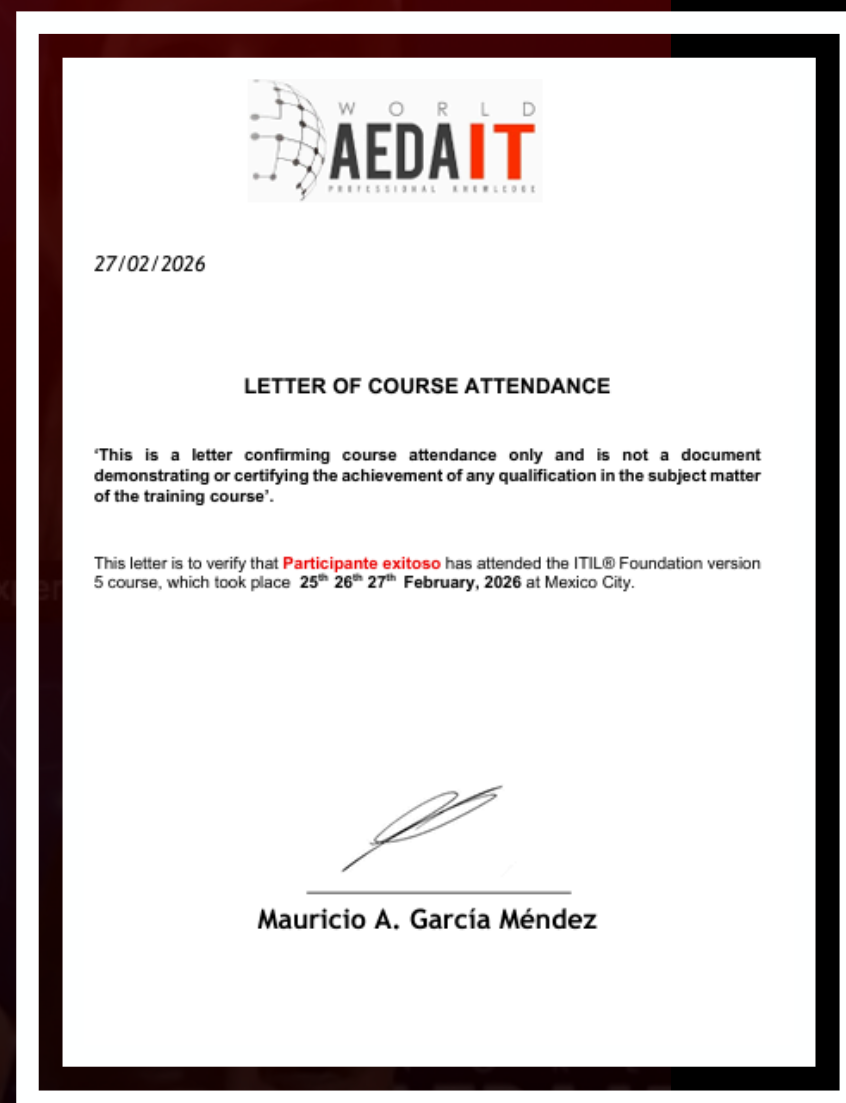 WORLD
AEDAIT
PROFESSIONAL KNOWLEDGE
27/02/2026
LETTER OF COURSE ATTENDANCE
‘This is a letter confirming course attendance only and is not a document
demonstrating or certifying the achievement of any qualification in the subject matter
of the training course’.
This letter is to verify that Participante exitoso has attended the ITIL® Foundation version
5 course, which took place 25th 26th 27th February, 2026 at Mexico City.
Mauricio A. García Méndez